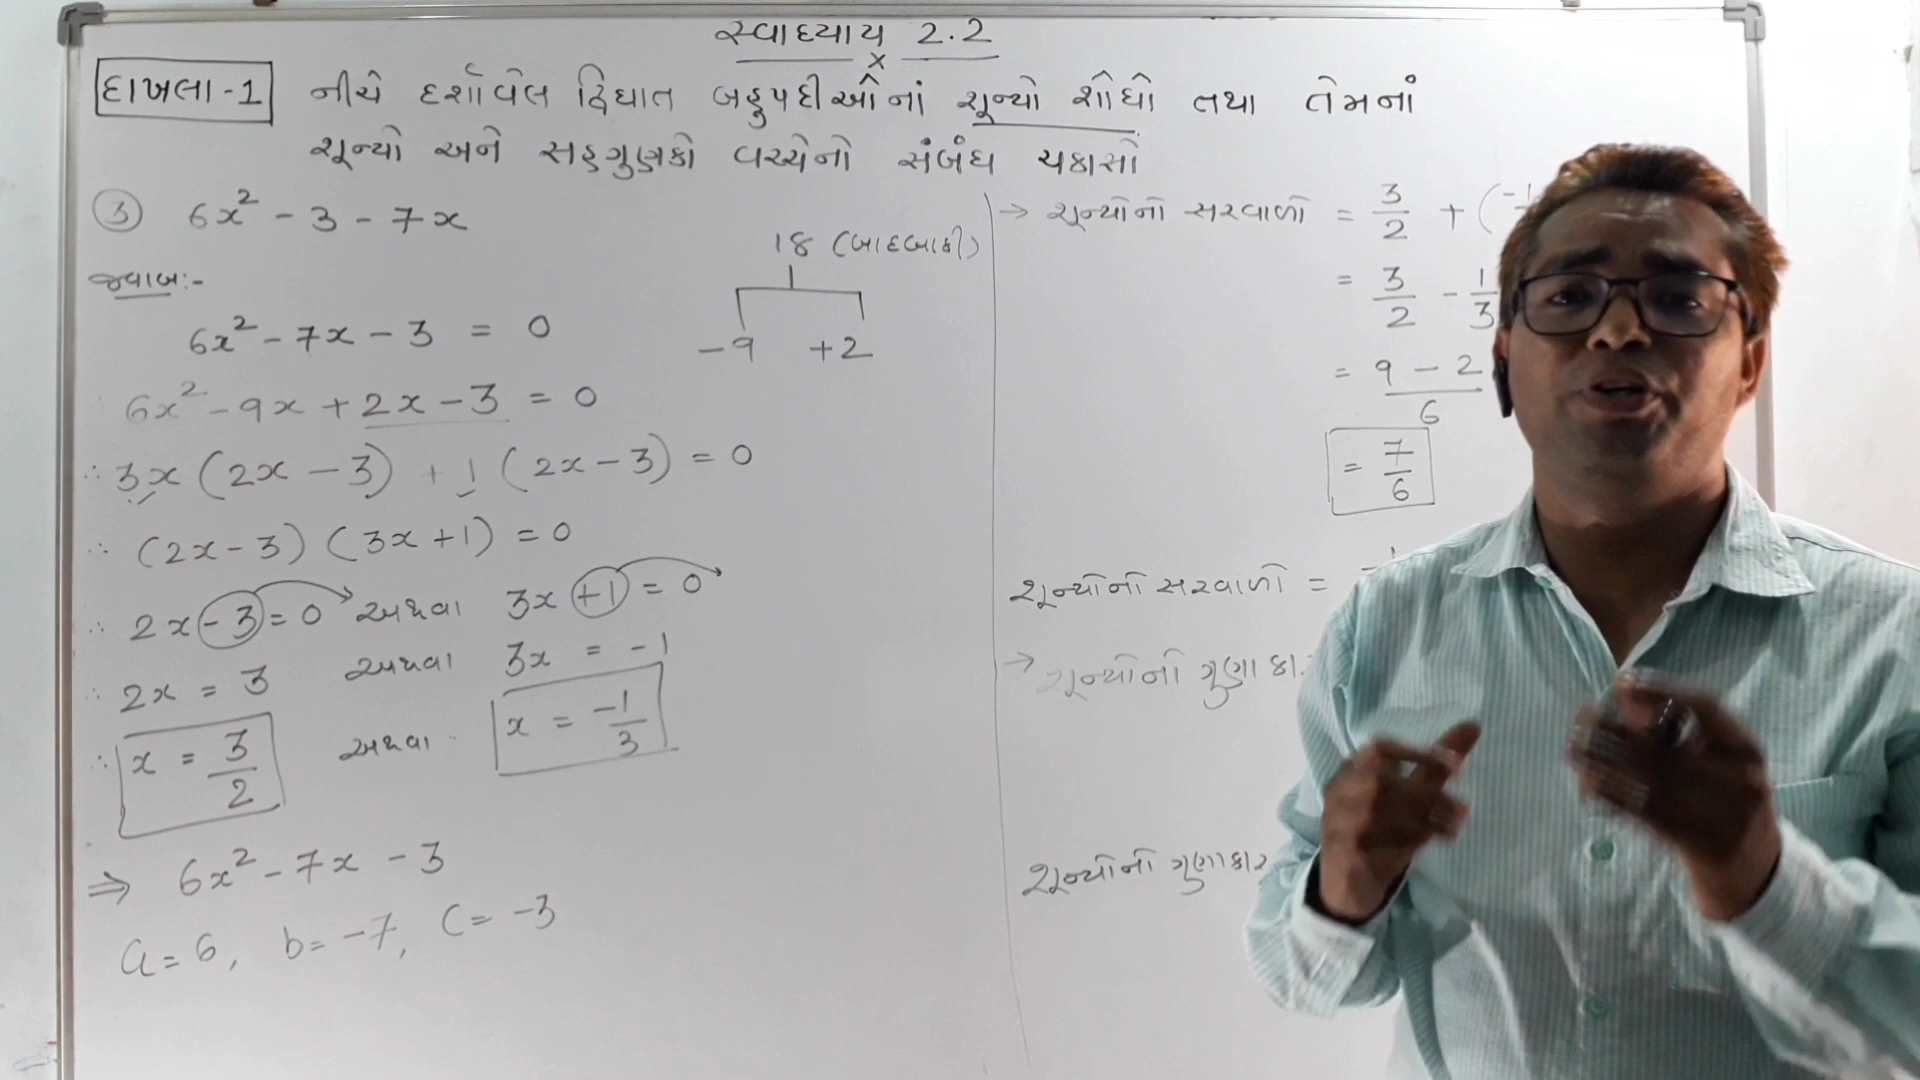 સ્વાધ્યાય 2.2
x
દાખલા-1 નીચે દર્શાવેલ દ્વિઘાત બહુપદીઓનાં શૂન્યો શોધો તથા તેમનાં
શૂન્યો અને સહગુણકો વચ્ચેનો સંબંધ ચકાસો
③ 6x² - 3 - 7x
જવાબ:-
6x² - 7x - 3 = 0
18 (બાદબાકી)
-9 +2
6x² - 9x + 2x - 3 = 0
∴ 3x (2x - 3) + 1 (2x - 3) = 0
∴ (2x - 3) (3x + 1) = 0
∴ 2x - 3 = 0 અથવા 3x + 1 = 0
∴ 2x = 3 અથવા 3x = -1
∴ x = 3/2 અથવા x = -1/3
⇒ 6x² - 7x - 3
a = 6, b = -7, c = -3
→ શૂન્યોનો સરવાળો = 3/2 + (-1
= 3/2 - 1/3
= 9 - 2 / 6
= 7/6
શૂન્યોનો સરવાળો = -
→ શૂન્યોનો ગુણાકા
શૂન્યોનો ગુણાકાર